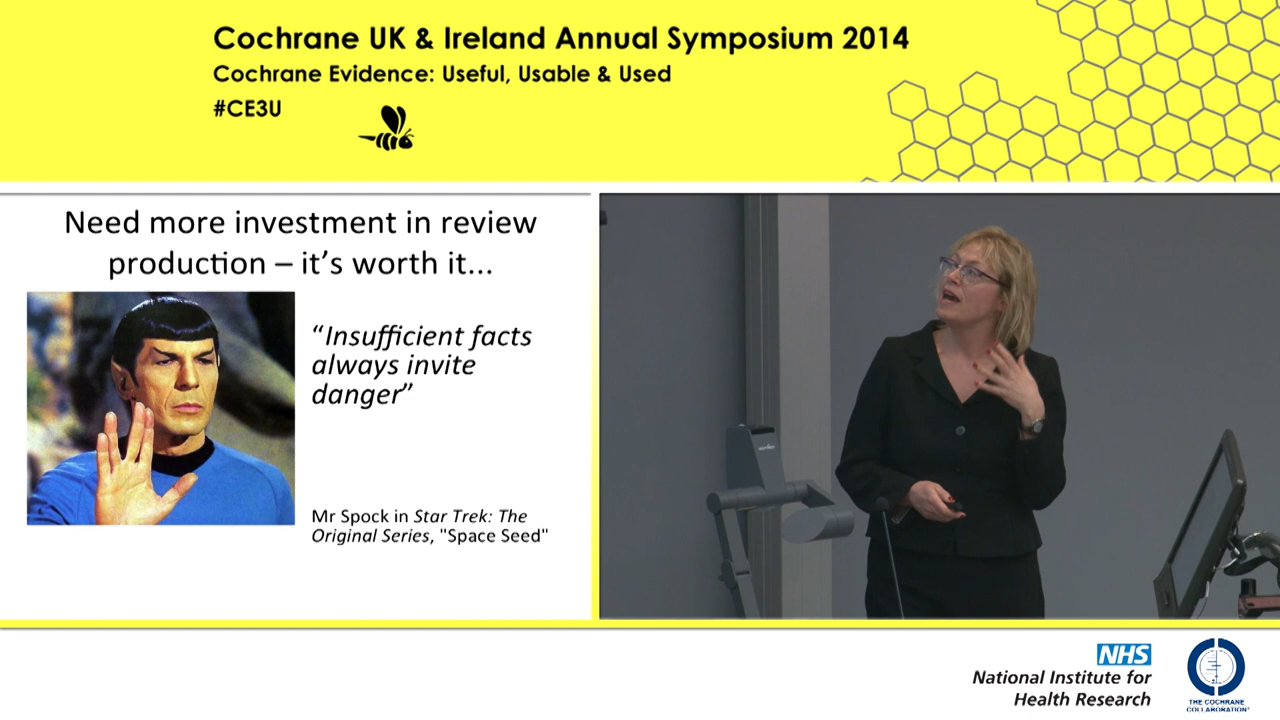 Cochrane UK & Ireland Annual Symposium 2014
Cochrane Evidence: Useful, Usable & Used
#CE3U
Need more investment in review
production – it's worth it...
“Insufficient facts
always invite
danger”
Mr Spock in Star Trek: The
Original Series, "Space Seed"
NHS
National Institute for
Health Research
THE COCHRANE
COLLABORATION®